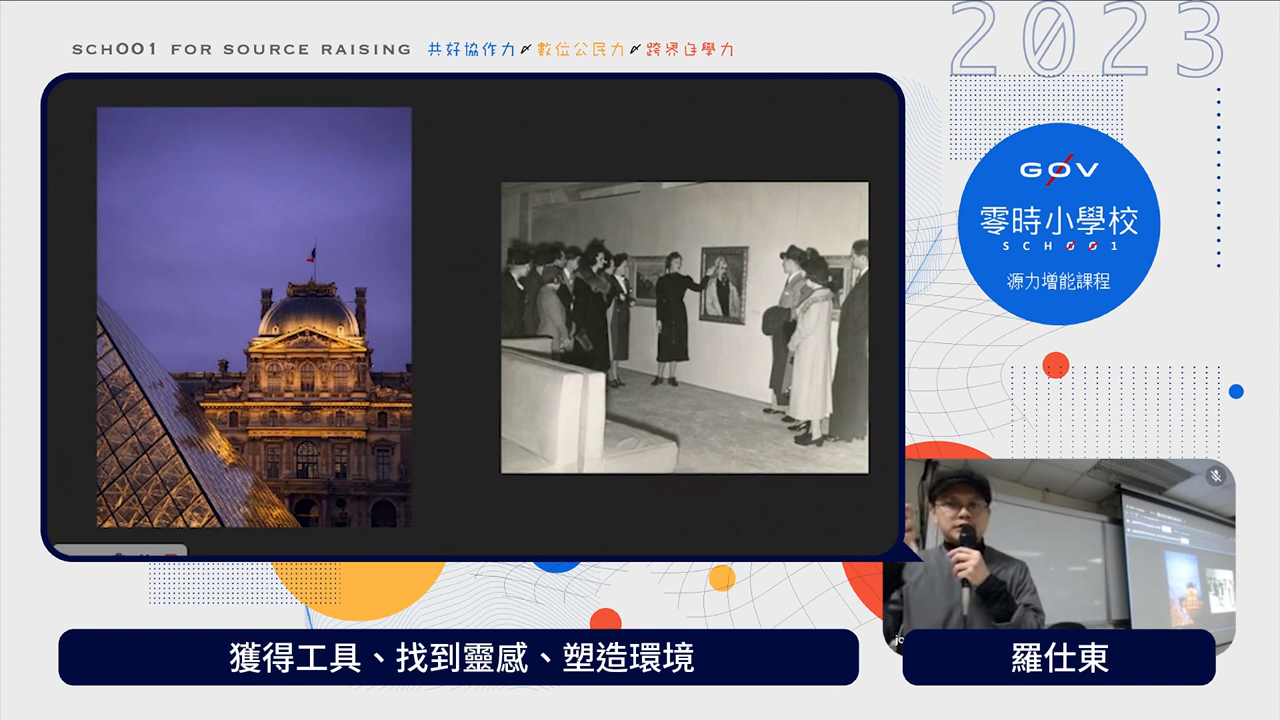 SCH001 FOR SOURCE RAISING 共好協作力 數位公民力 跨界自學力
2023
GØV
零時小學校
SCHØØ1
源力增能課程
獲得工具、找到靈感、塑造環境
羅仕東